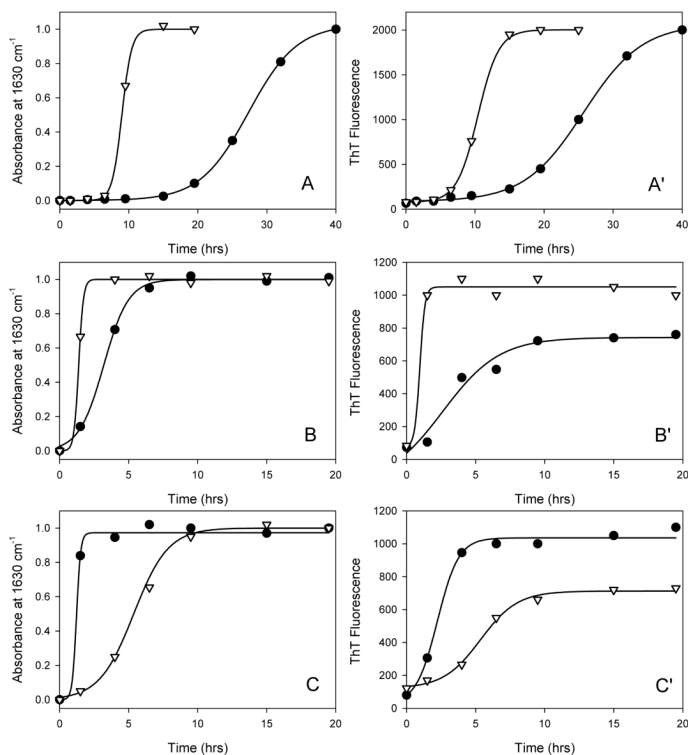 1.0
0.8
0.6
0.4
0.2
0.0
Absorbance at 1630 cm⁻¹
A
0 10 20 30 40
Time (hrs)
2000
1500
1000
500
0
ThT Fluorescence
A'
0 10 20 30 40
Time (hrs)
1.0
0.8
0.6
0.4
0.2
0.0
Absorbance at 1630 cm⁻¹
B
0 5 10 15 20
Time (hrs)
1200
1000
800
600
400
200
0
ThT Fluorescence
B'
0 5 10 15 20
Time (hrs)
1.0
0.8
0.6
0.4
0.2
0.0
Absorbance at 1630 cm⁻¹
C
0 5 10 15 20
Time (hrs)
1200
1000
800
600
400
200
0
ThT Fluorescence
C'
0 5 10 15 20
Time (hrs)